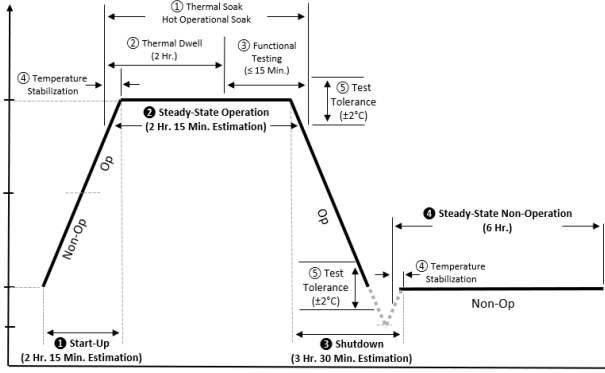 ① Thermal Soak
Hot Operational Soak
② Thermal Dwell
(2 Hr.)
③ Functional
Testing
(≤ 15 Min.)
④ Temperature
Stabilization
⑤ Test
Tolerance
(±2°C)
❷ Steady-State Operation
(2 Hr. 15 Min. Estimation)
Op
Non-Op
Op
❹ Steady-State Non-Operation
(6 Hr.)
⑤ Test
Tolerance
(±2°C)
④ Temperature
Stabilization
Non-Op
❶ Start-Up
(2 Hr. 15 Min. Estimation)
❸ Shutdown
(3 Hr. 30 Min. Estimation)